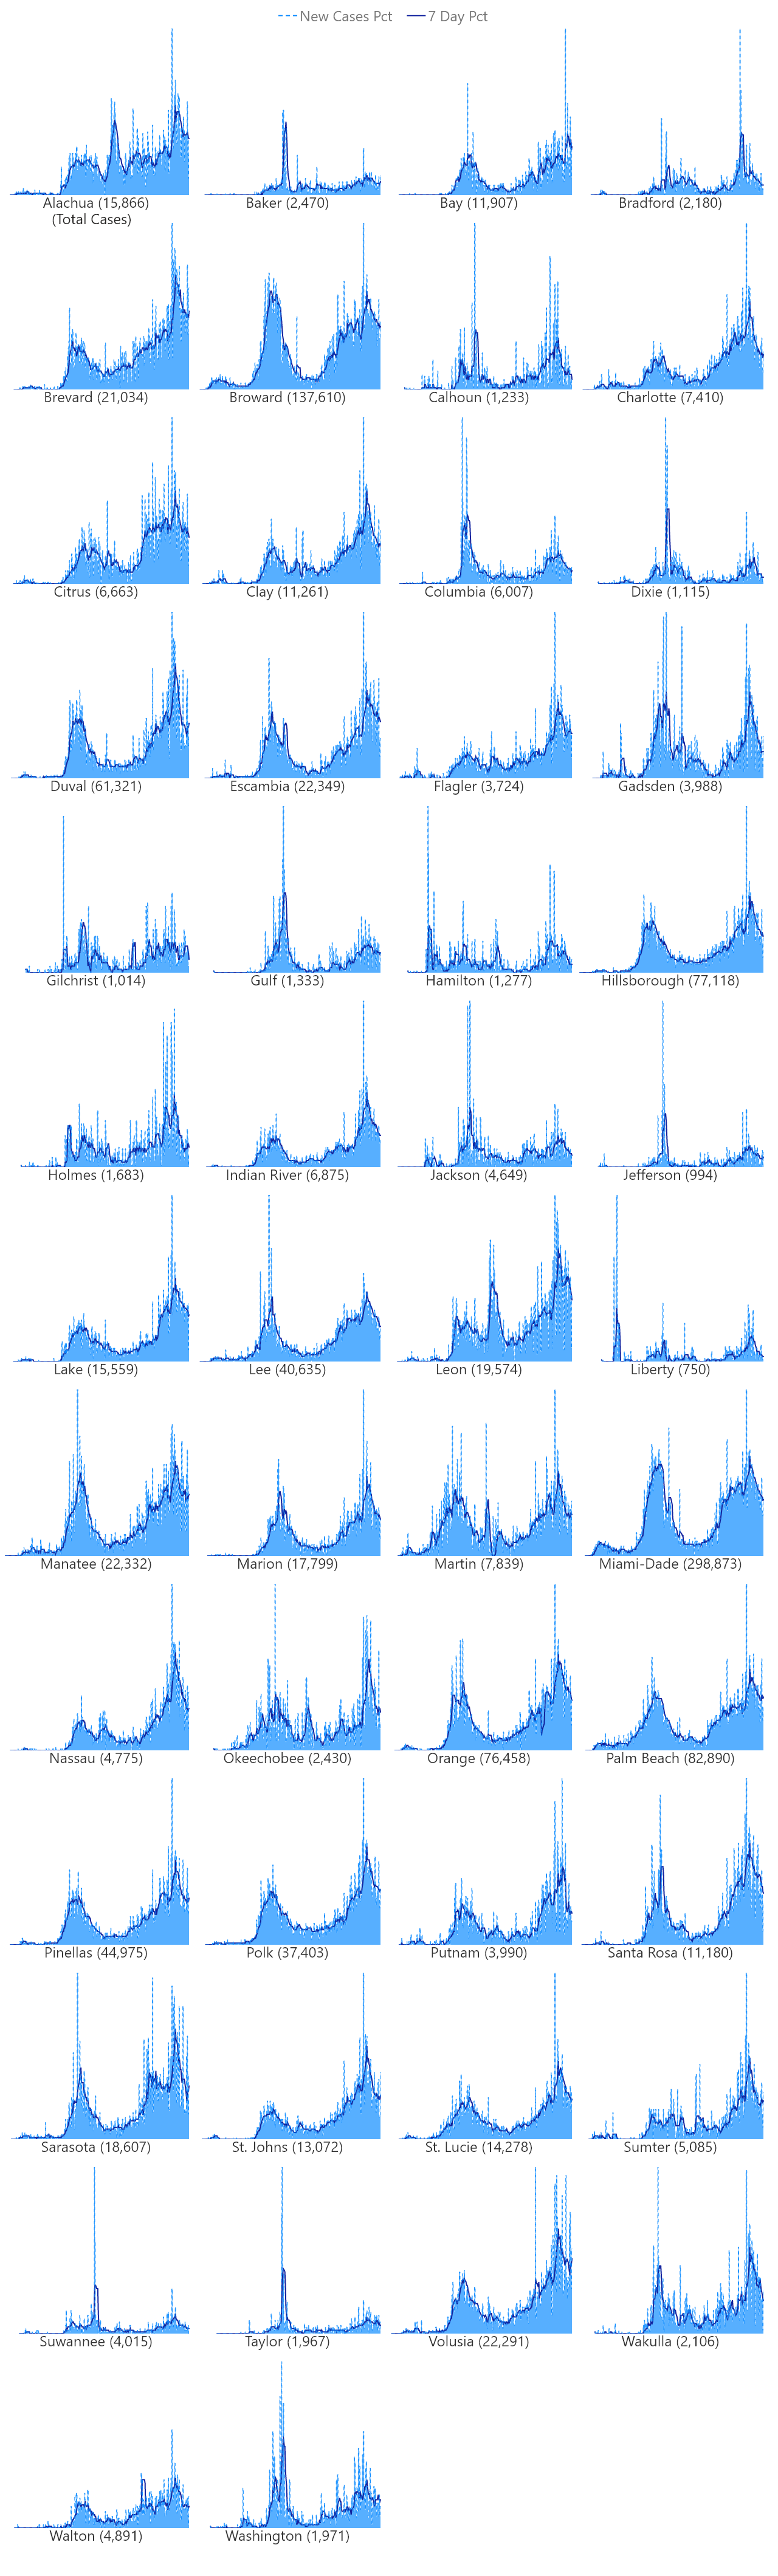 New Cases Pct 7 Day Pct
Alachua (15,866) Baker (2,470) Bay (11,907) Bradford (2,180)
(Total Cases)
Brevard (21,034) Broward (137,610) Calhoun (1,233) Charlotte (7,410)
Citrus (6,663) Clay (11,261) Columbia (6,007) Dixie (1,115)
Duval (61,321) Escambia (22,349) Flagler (3,724) Gadsden (3,988)
Gilchrist (1,014) Gulf (1,333) Hamilton (1,277) Hillsborough (77,118)
Holmes (1,683) Indian River (6,875) Jackson (4,649) Jefferson (994)
Lake (15,559) Lee (40,635) Leon (19,574) Liberty (750)
Manatee (22,332) Marion (17,799) Martin (7,839) Miami-Dade (298,873)
Nassau (4,775) Okeechobee (2,430) Orange (76,458) Palm Beach (82,890)
Pinellas (44,975) Polk (37,403) Putnam (3,990) Santa Rosa (11,180)
Sarasota (18,607) St. Johns (13,072) St. Lucie (14,278) Sumter (5,085)
Suwannee (4,015) Taylor (1,967) Volusia (22,291) Wakulla (2,106)
Walton (4,891) Washington (1,971)